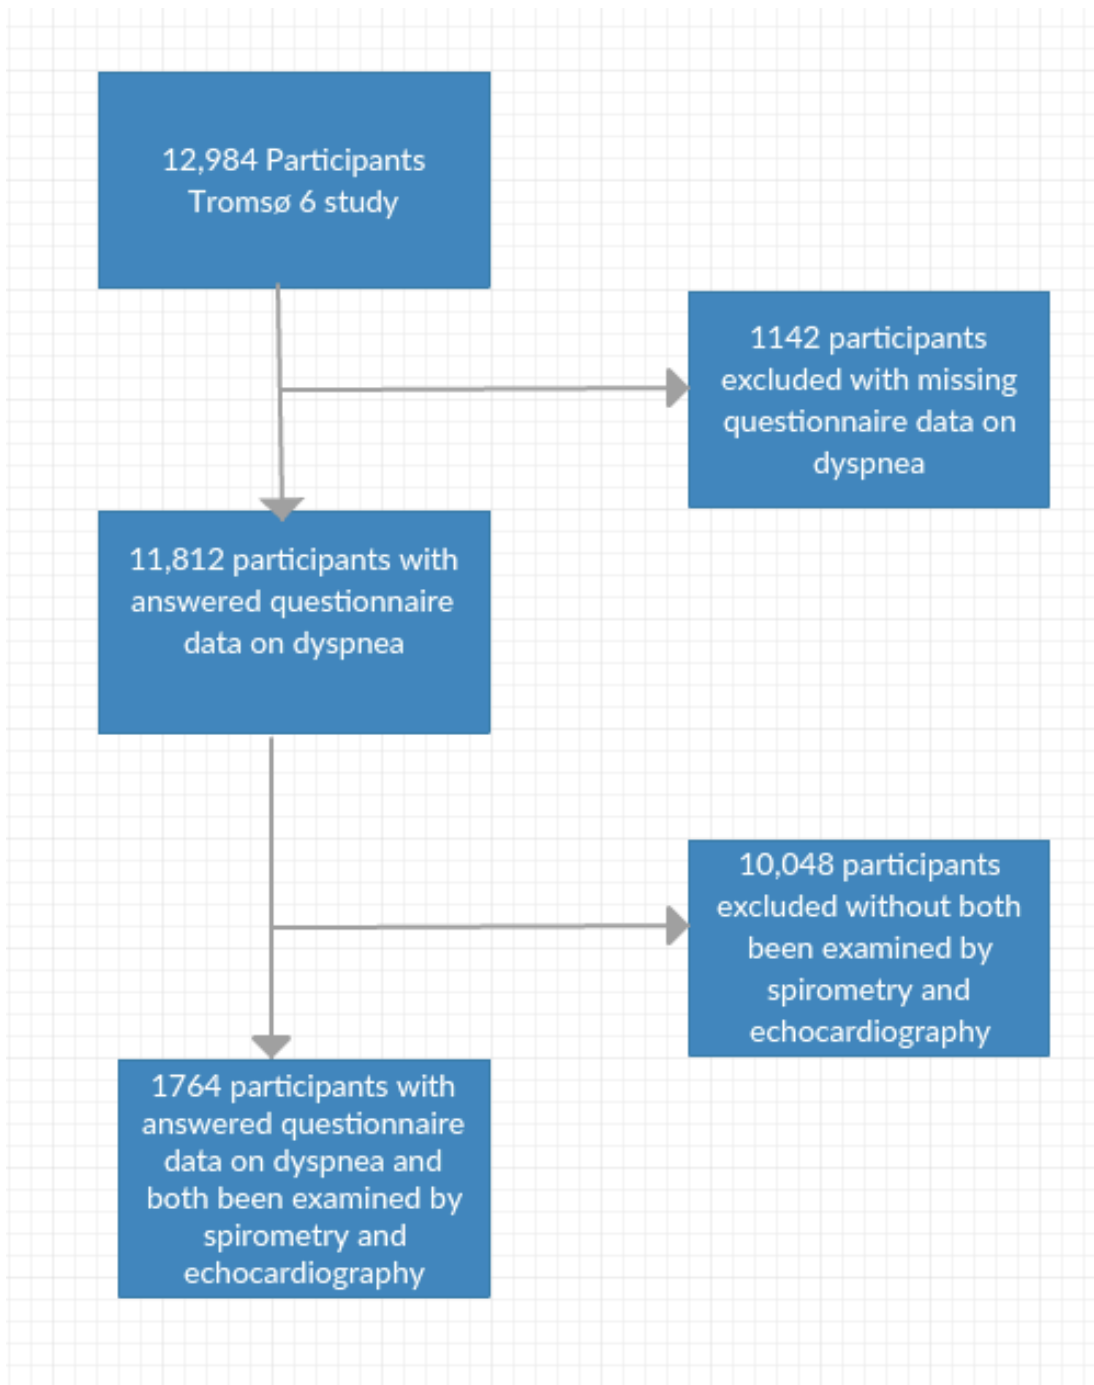 12,984 Participants
Tromsø 6 study
1142 participants
excluded with missing
questionnaire data on
dyspnea
11,812 participants with
answered questionnaire
data on dyspnea
10,048 participants
excluded without both
been examined by
spirometry and
echocardiography
1764 participants with
answered questionnaire
data on dyspnea and
both been examined by
spirometry and
echocardiography